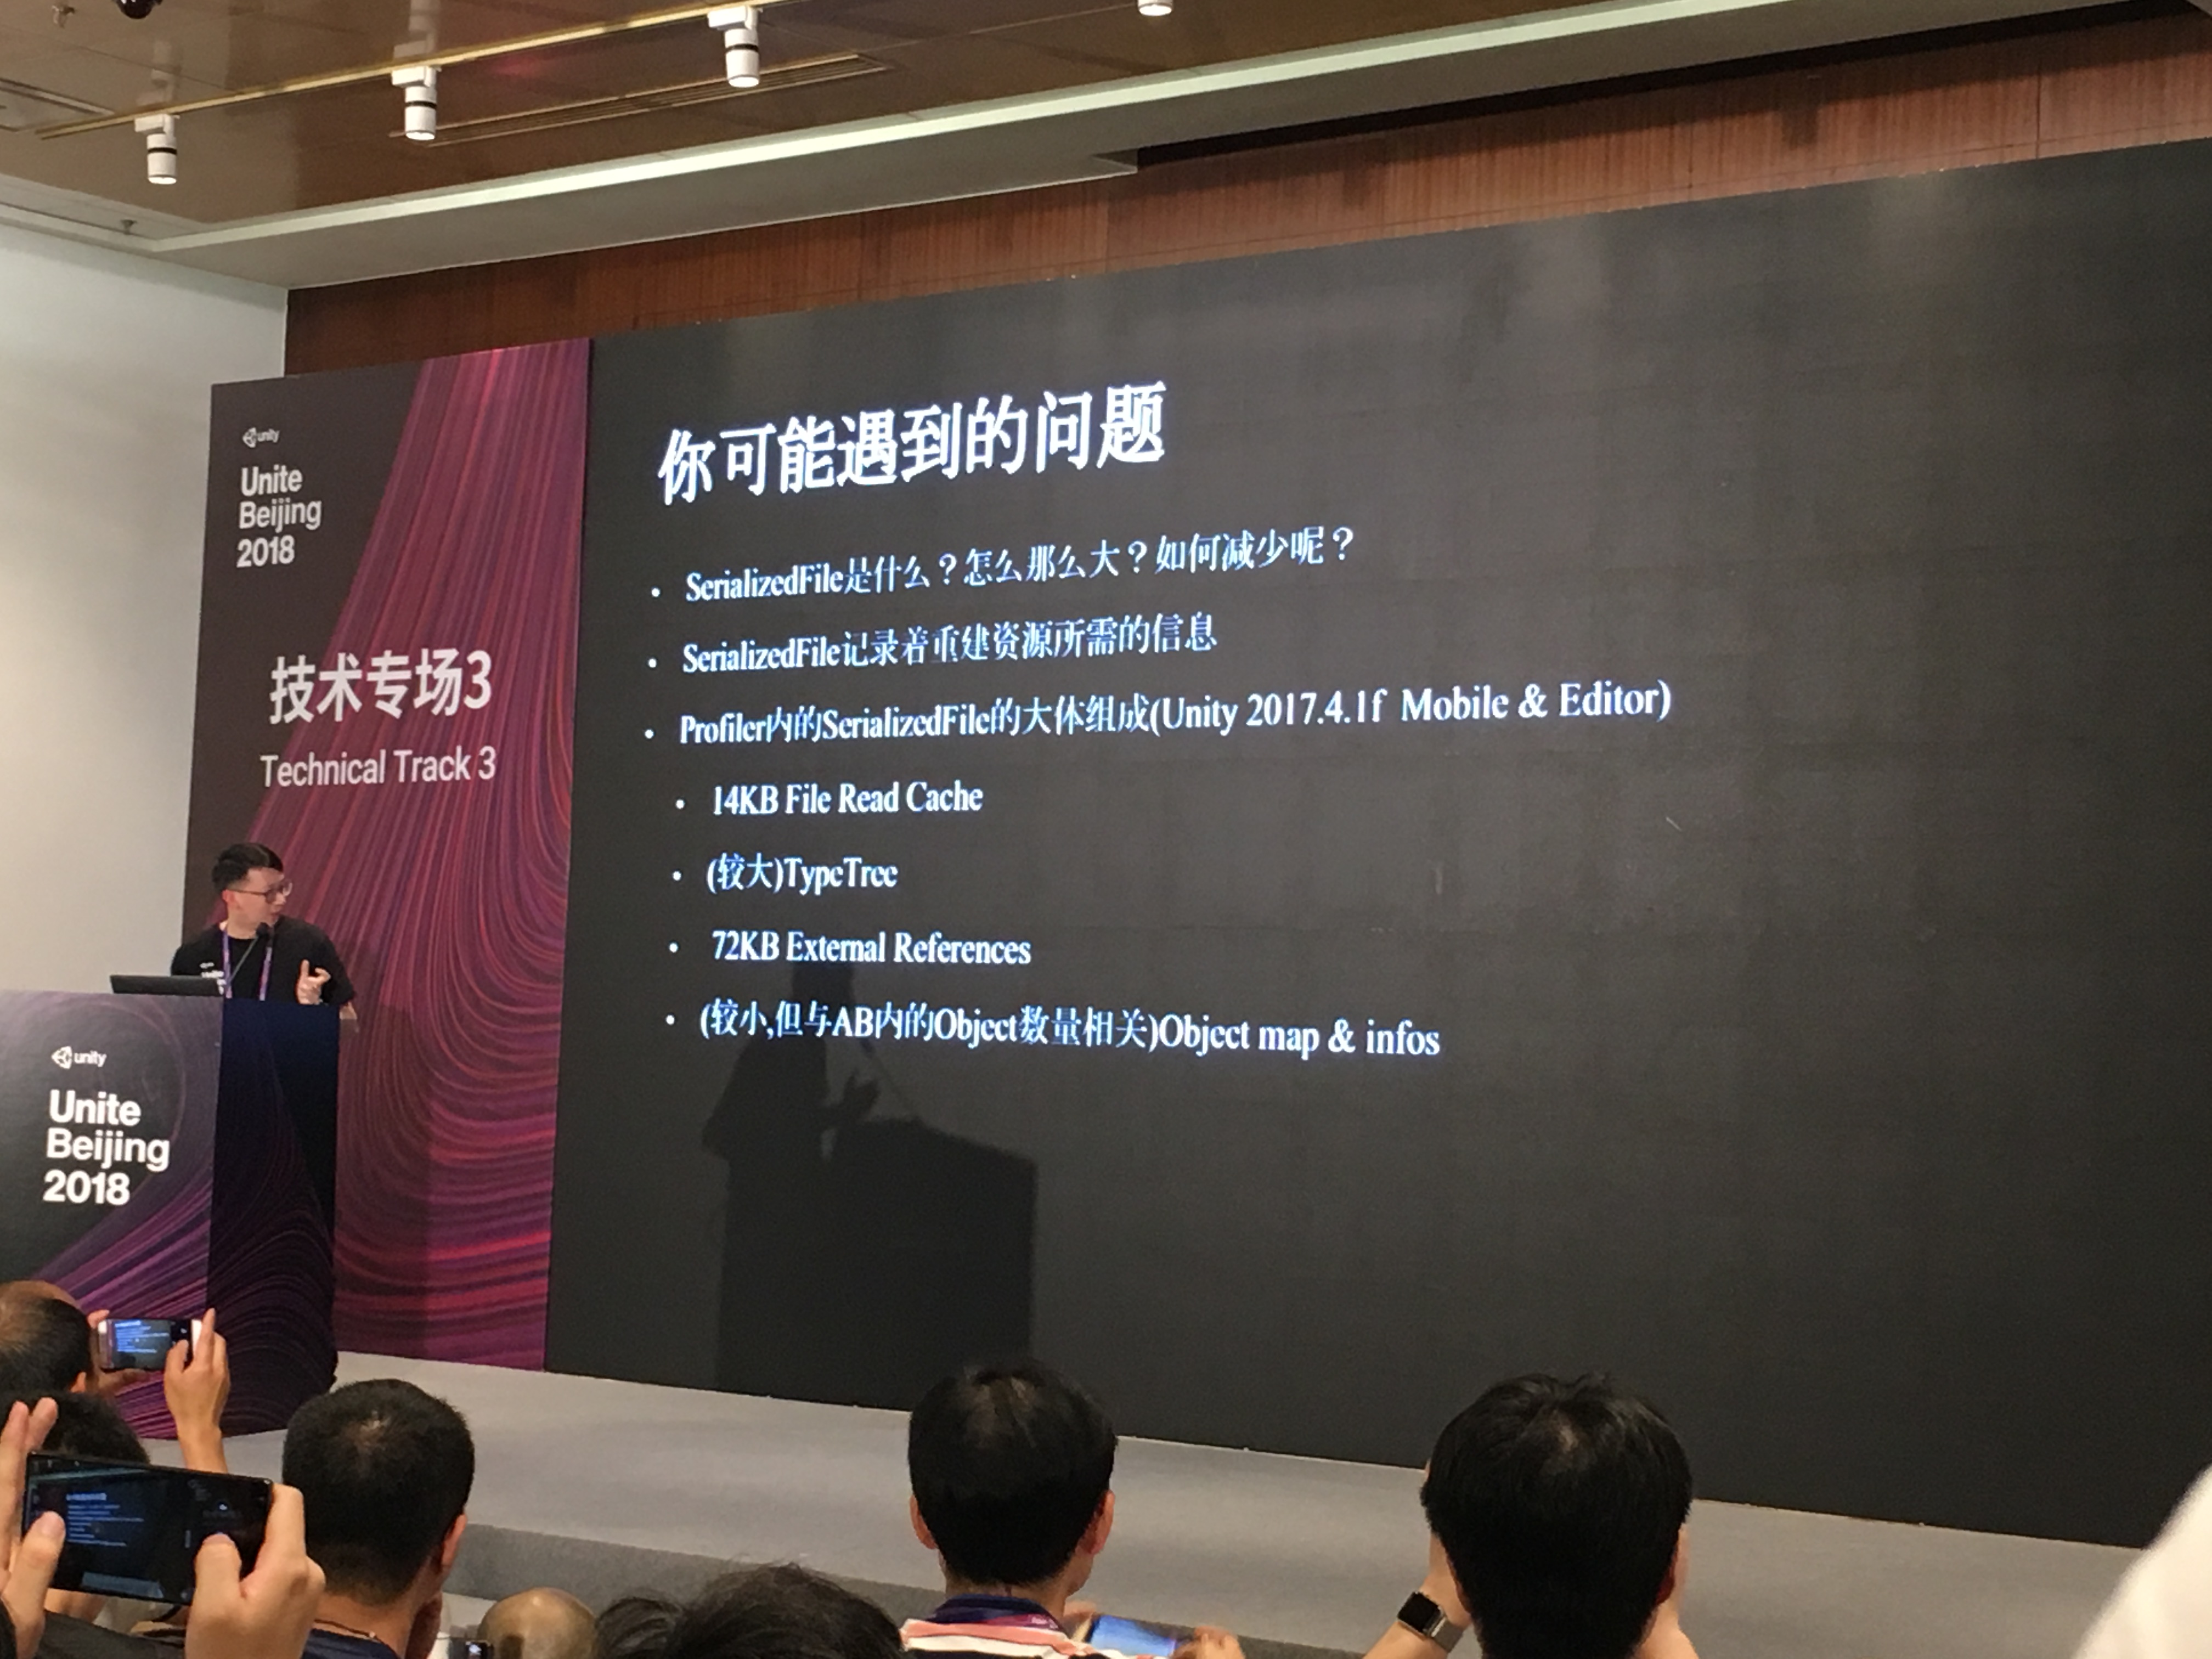 unity
Unite
Beijing
2018
技术专场3
Technical Track 3
你可能遇到的问题
• SerializedFile是什么？怎么那么大？如何减少呢？
• SerializedFile记录着重建资源所需的信息
• Profiler内的SerializedFile的大体组成(Unity 2017.4.1f Mobile & Editor)
• 14KB File Read Cache
• (较大)TypeTree
• 72KB External References
• (较小,但与AB内的Object数量相关)Object map & infos
unity
Unite
Beijing
2018